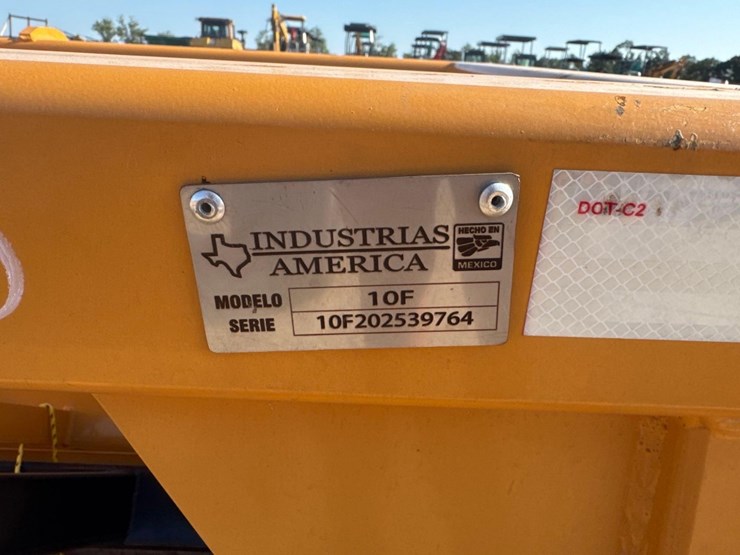 INDUSTRIAS
AMERICA
HECHO EN
MEXICO
MODELO 10F
SERIE 10F202539764
DOT-C2